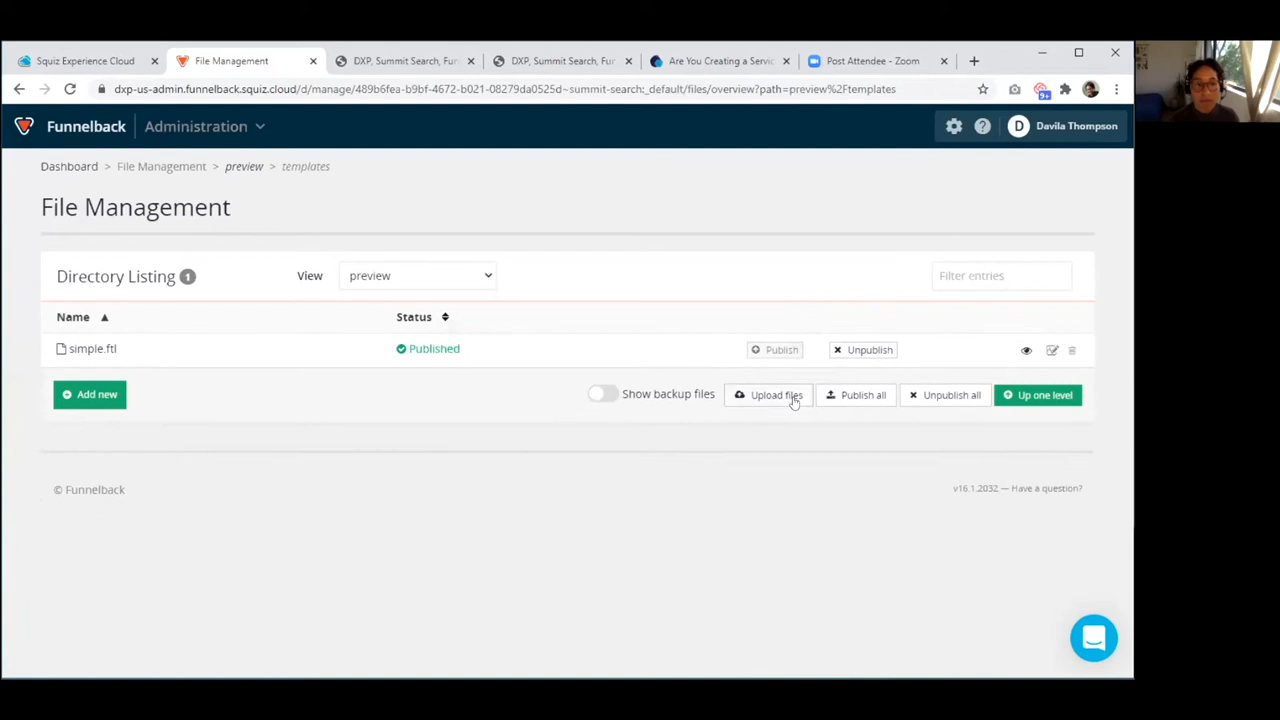 Squiz Experience Cloud
File Management
DXP, Summit Search, Fun
DXP, Summit Search, Fun
Are You Creating a Servic
Post Attendee - Zoom
dxp-us-admin.funnelback.squiz.cloud/d/manage/489b6fea-b9bf-4672-b021-08279da0525d~summit-search:_default/files/overview?path=preview%2Ftemplates
9+
Funnelback
Administration
D
Davila Thompson
Dashboard > File Management > preview > templates
File Management
Directory Listing 1
View
preview
Filter entries
Name
Status
simple.ftl
Published
Publish
Unpublish
Add new
Show backup files
Upload files
Publish all
Unpublish all
Up one level
© Funnelback
v16.1.2032 — Have a question?